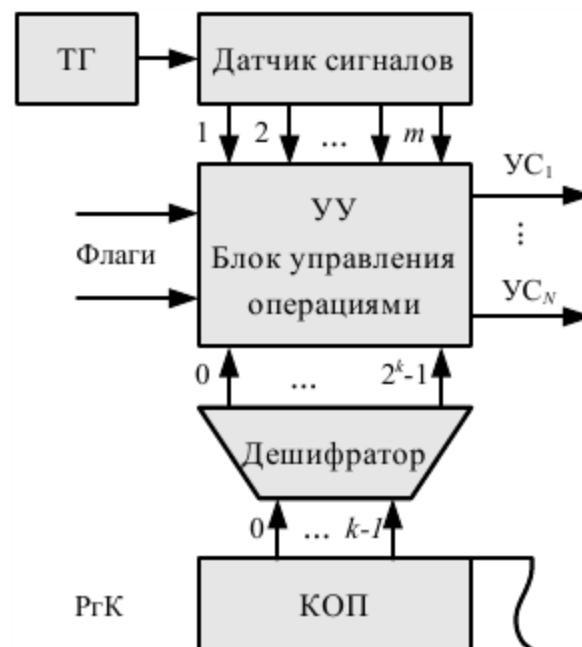 ТГ
Датчик сигналов
1 2 ... m
УУ
Блок управления
операциями
Флаги
УС₁
⋮
УС_N
0 ... 2ᵏ-1
Дешифратор
0 ... k-1
РгК
КОП